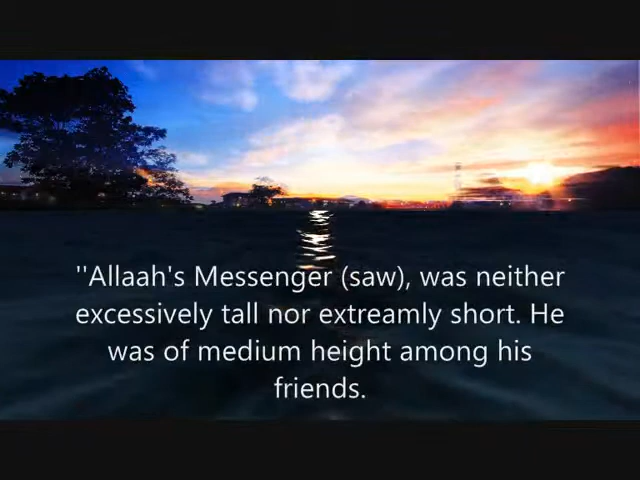 ''Allaah's Messenger (saw), was neither
excessively tall nor extreamly short. He
was of medium height among his
friends.